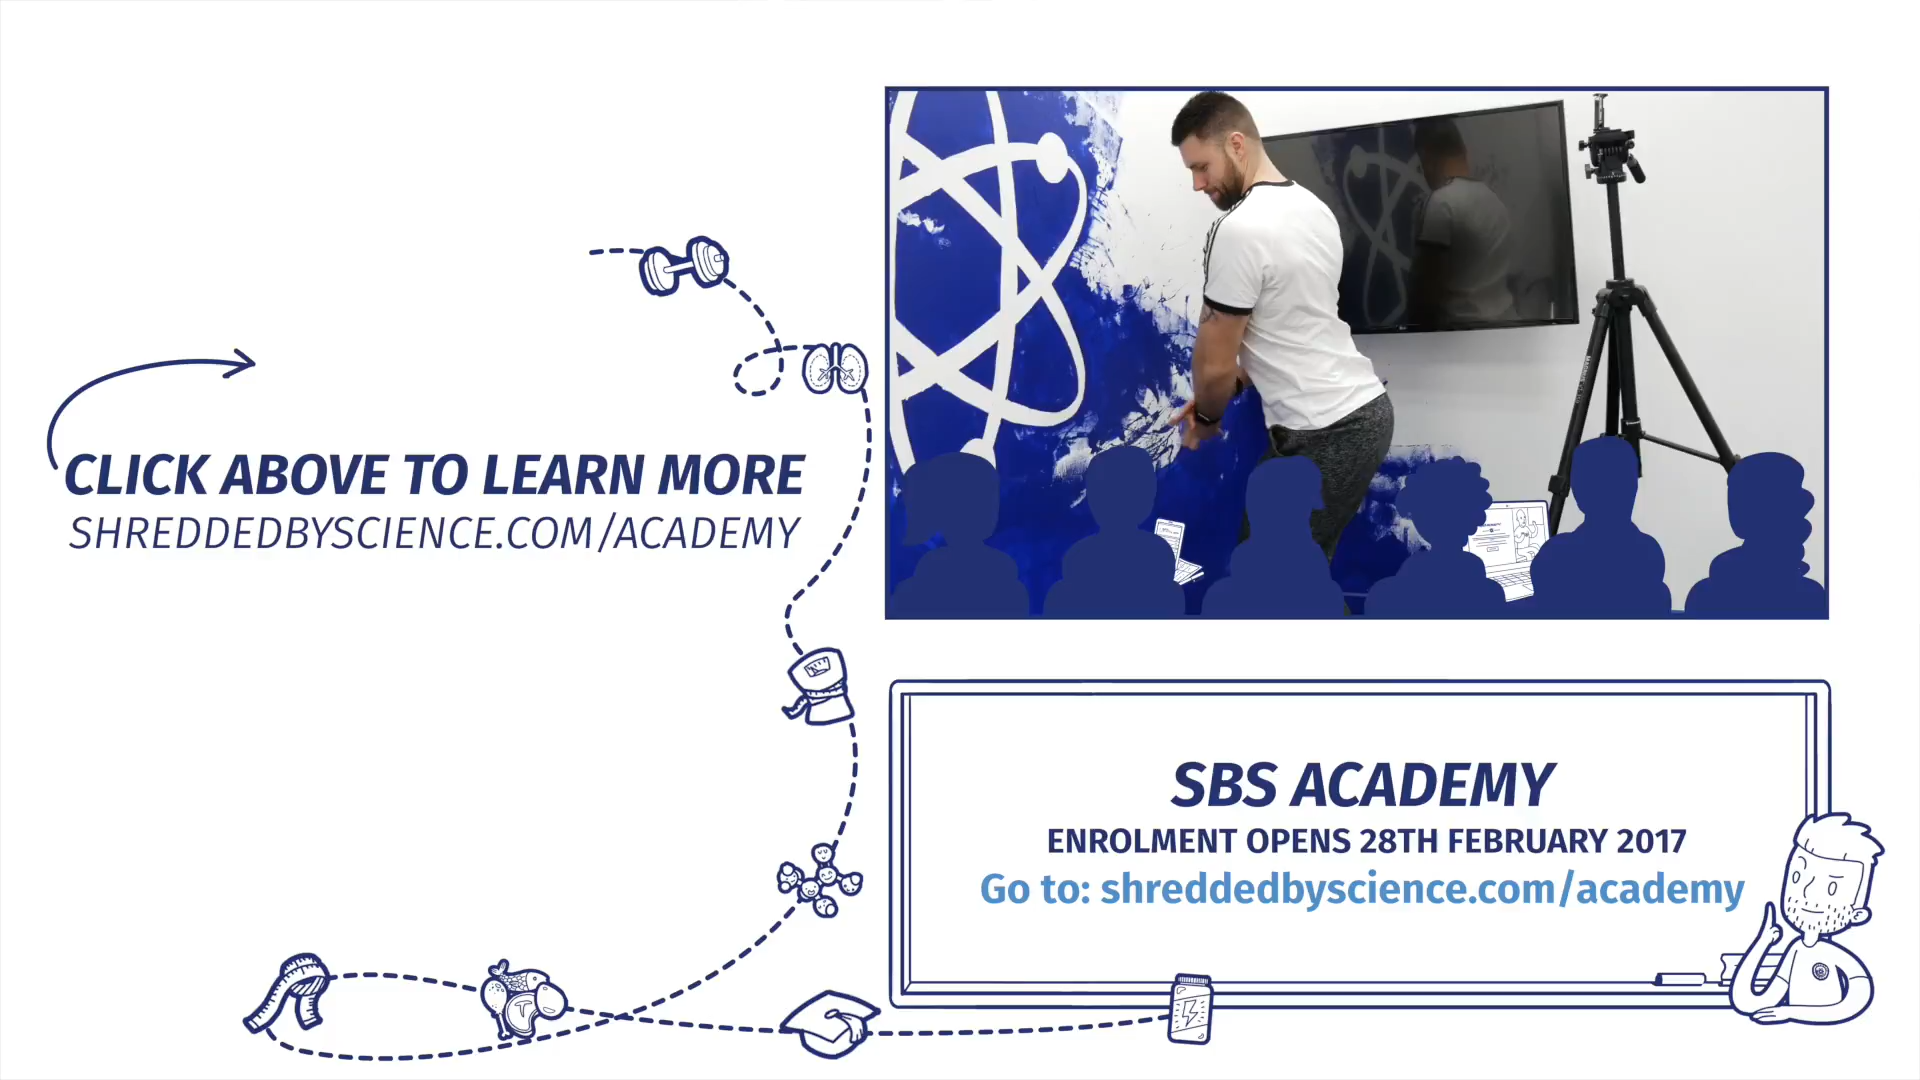 CLICK ABOVE TO LEARN MORE
SHREDDEDBYSCIENCE.COM/ACADEMY
SBS ACADEMY
ENROLMENT OPENS 28TH FEBRUARY 2017
Go to: shreddedbyscience.com/academy